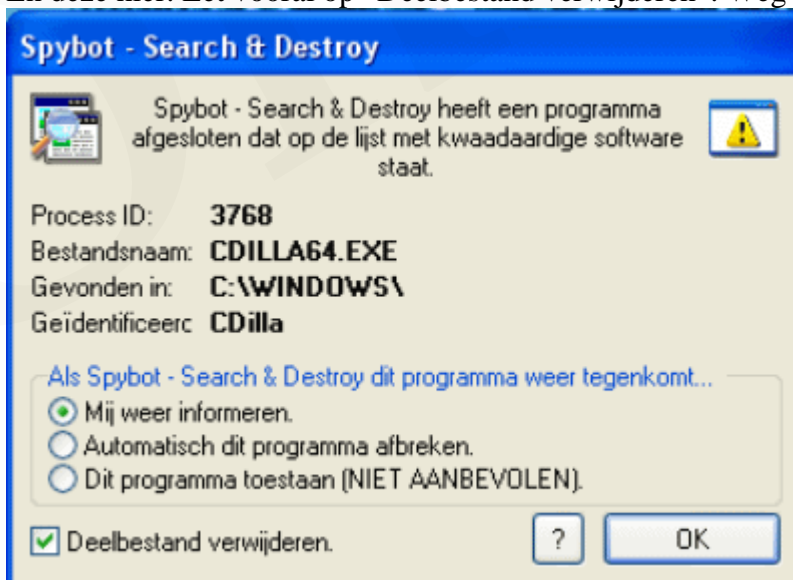 Spybot - Search & Destroy
Spybot - Search & Destroy heeft een programma
afgesloten dat op de lijst met kwaadaardige software
staat.
Process ID: 3768
Bestandsnaam: CDILLA64.EXE
Gevonden in: C:\WINDOWS\
Geïdentificeerc CDilla
Als Spybot - Search & Destroy dit programma weer tegenkomt...
Mij weer informeren.
Automatisch dit programma afbreken.
Dit programma toestaan (NIET AANBEVOLEN).
Deelbestand verwijderen.
?
OK